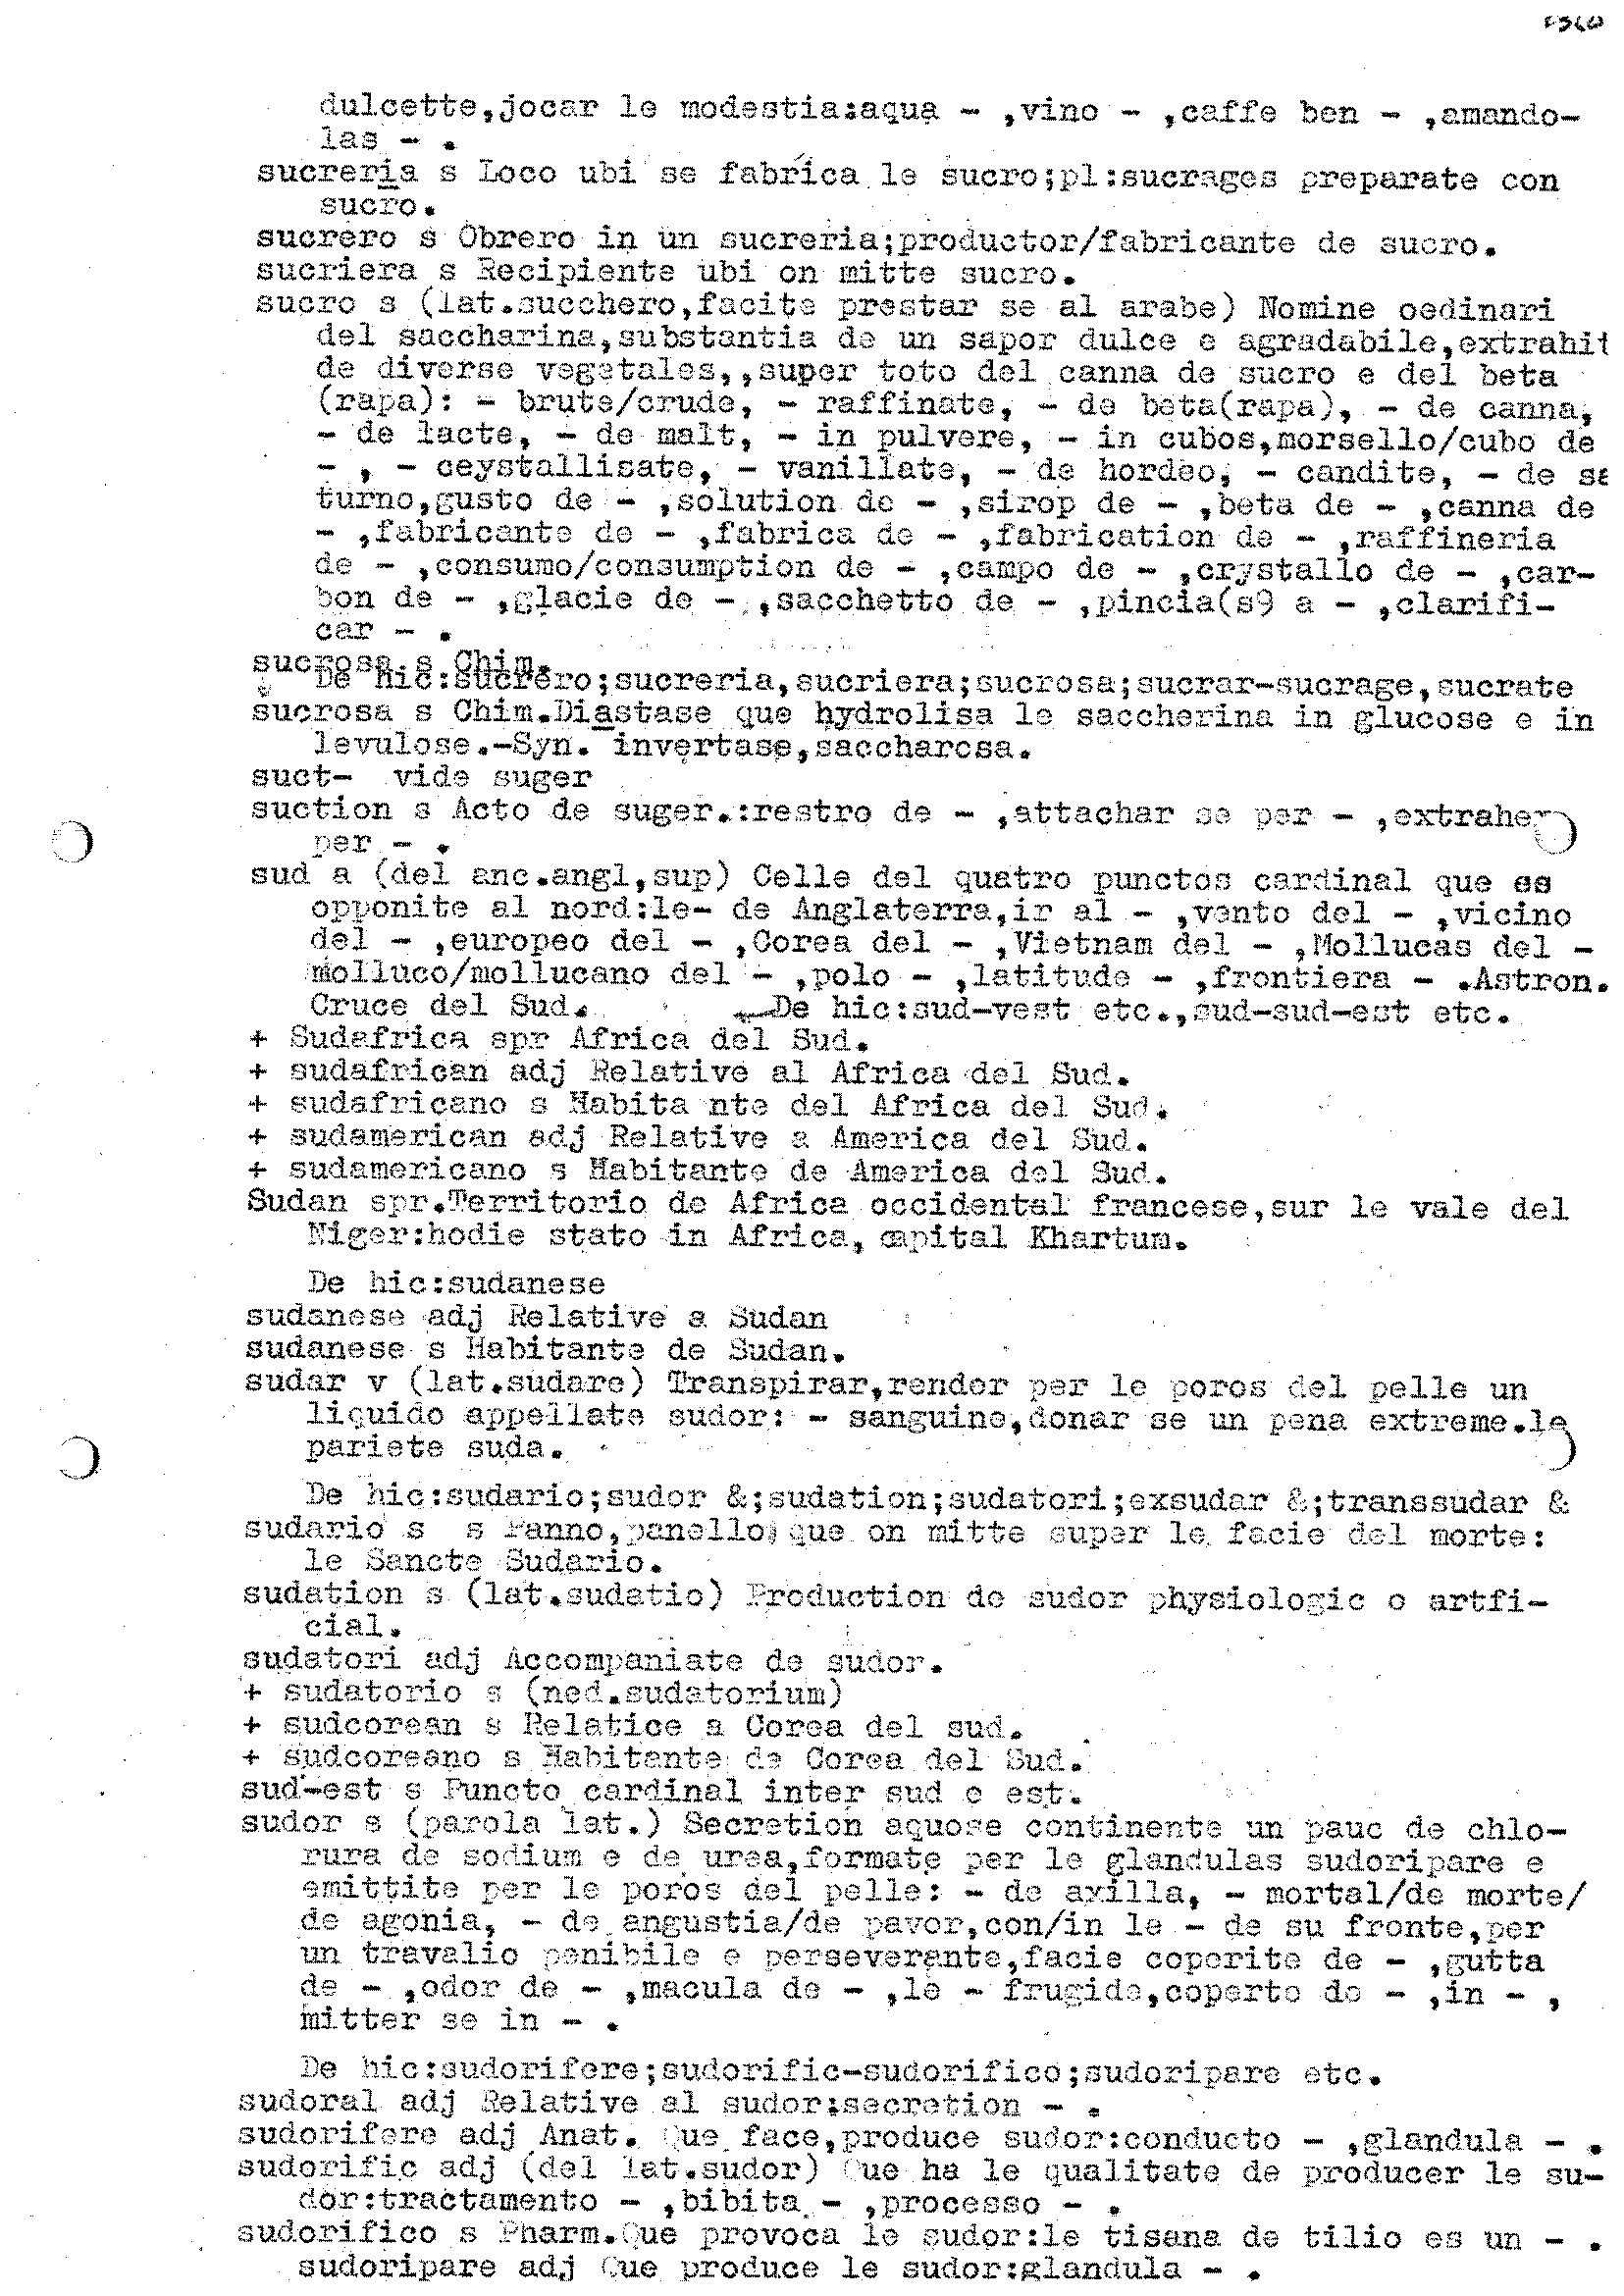 dulcette,jocar le modestia:aqua - ,vino - ,caffe ben - ,amando-
las - .
sucreria s Loco ubi se fabrica le sucro;pl:sucrages preparate con
sucro.
sucrero s Obrero in un sucreria;productor/fabricante de sucro.
sucriera s Recipiente ubi on mitte sucro.
sucro s (lat.succhero,facite prestar se al arabe) Nomine oedinari
del saccharina,substantia de un sapor dulce e agradabile,extrahit
de diverse vegetales,,super toto del canna de sucro e del beta
(rapa): - brute/crude, - raffinate, - de beta(rapa), - de canna,
- de lacte, - de malt, - in pulvere, - in cubos,morsello/cubo de
- , - ceystallisate, - vanillate, - de hordeo, - candite, - de sa
turno,gusto de - ,solution de - ,sirop de - ,beta de - ,canna de
- ,fabricante de - ,fabrica de - ,fabrication de - ,raffineria
de - ,consumo/consumption de - ,campo de - ,crystallo de - ,car-
bon de - ,glacie de - ,sacchetto de - ,pincia(s9 a - ,clarifi-
car - .
sucrosa s Chim.
De hic:sucrero;sucreria,sucriera;sucrosa;sucrar-sucrage,sucrate
sucrosa s Chim.Diastase que hydrolisa le saccherina in glucose e in
levulose.-Syn. invertase,saccharosa.
suct- vide suger
suction s Acto de suger.:restro de - ,attachar se per - ,extraher
per - .
sud a (del anc.angl,sup) Celle del quatro punctos cardinal que es
opponite al nord:le- de Anglaterra,ir al - ,vento del - ,vicino
del - ,europeo del - ,Corea del - ,Vietnam del - ,Mollucas del -
molluco/mollucano del - ,polo - ,latitude - ,frontiera - .Astron.
Cruce del Sud. De hic:sud-vest etc.,sud-sud-est etc.
+ Sudafrica spr Africa del Sud.
+ sudafrican adj Relative al Africa del Sud.
+ sudafricano s Habita nte del Africa del Sud.
+ sudamerican adj Relative a America del Sud.
+ sudamericano s Habitante de America del Sud.
Sudan spr.Territorio de Africa occidental francese,sur le vale del
Niger:hodie stato in Africa, capital Khartum.
De hic:sudanese
sudanese adj Relative a Sudan
sudanese s Habitante de Sudan.
sudar v (lat.sudare) Transpirar,render per le poros del pelle un
liquido appellate sudor: - sanguine,donar se un pena extreme.le
pariete suda.
De hic:sudario;sudor &;sudation;sudatori;exsudar &;transsudar &
sudario s s Panno,panello,que on mitte super le facie del morte:
le Sancte Sudario.
sudation s (lat.sudatio) Production de sudor physiologic o artfi-
cial.
sudatori adj Accompaniate de sudor.
+ sudatorio s (ned.sudatorium)
+ sudcorean s Relatice a Corea del sud.
+ sudcoreano s Habitante de Corea del Sud.
sud-est s Puncto cardinal inter sud e est.
sudor s (parola lat.) Secretion aquose continente un pauc de chlo-
rura de sodium e de urea,formate per le glandulas sudoripare e
emittite per le poros del pelle: - de axilla, - mortal/de morte/
de agonia, - de angustia/de pavor,con/in le - de su fronte,per
un travalio penibile e perseverante,facie coperite de - ,gutta
de - ,odor de - ,macula de - ,le - frugide,coperto de - ,in - ,
mitter se in - .
De hic:sudorifere;sudorific-sudorifico;sudoripare etc.
sudoral adj Relative al sudor:secretion - .
sudorifere adj Anat. Que face,produce sudor:conducto - ,glandula - .
sudorific adj (del lat.sudor) Que ha le qualitate de producer le su-
dor:tractamento - ,bibita - ,processo - .
sudorifico s Pharm.Que provoca le sudor:le tisana de tilio es un - .
sudoripare adj Que produce le sudor:glandula - .